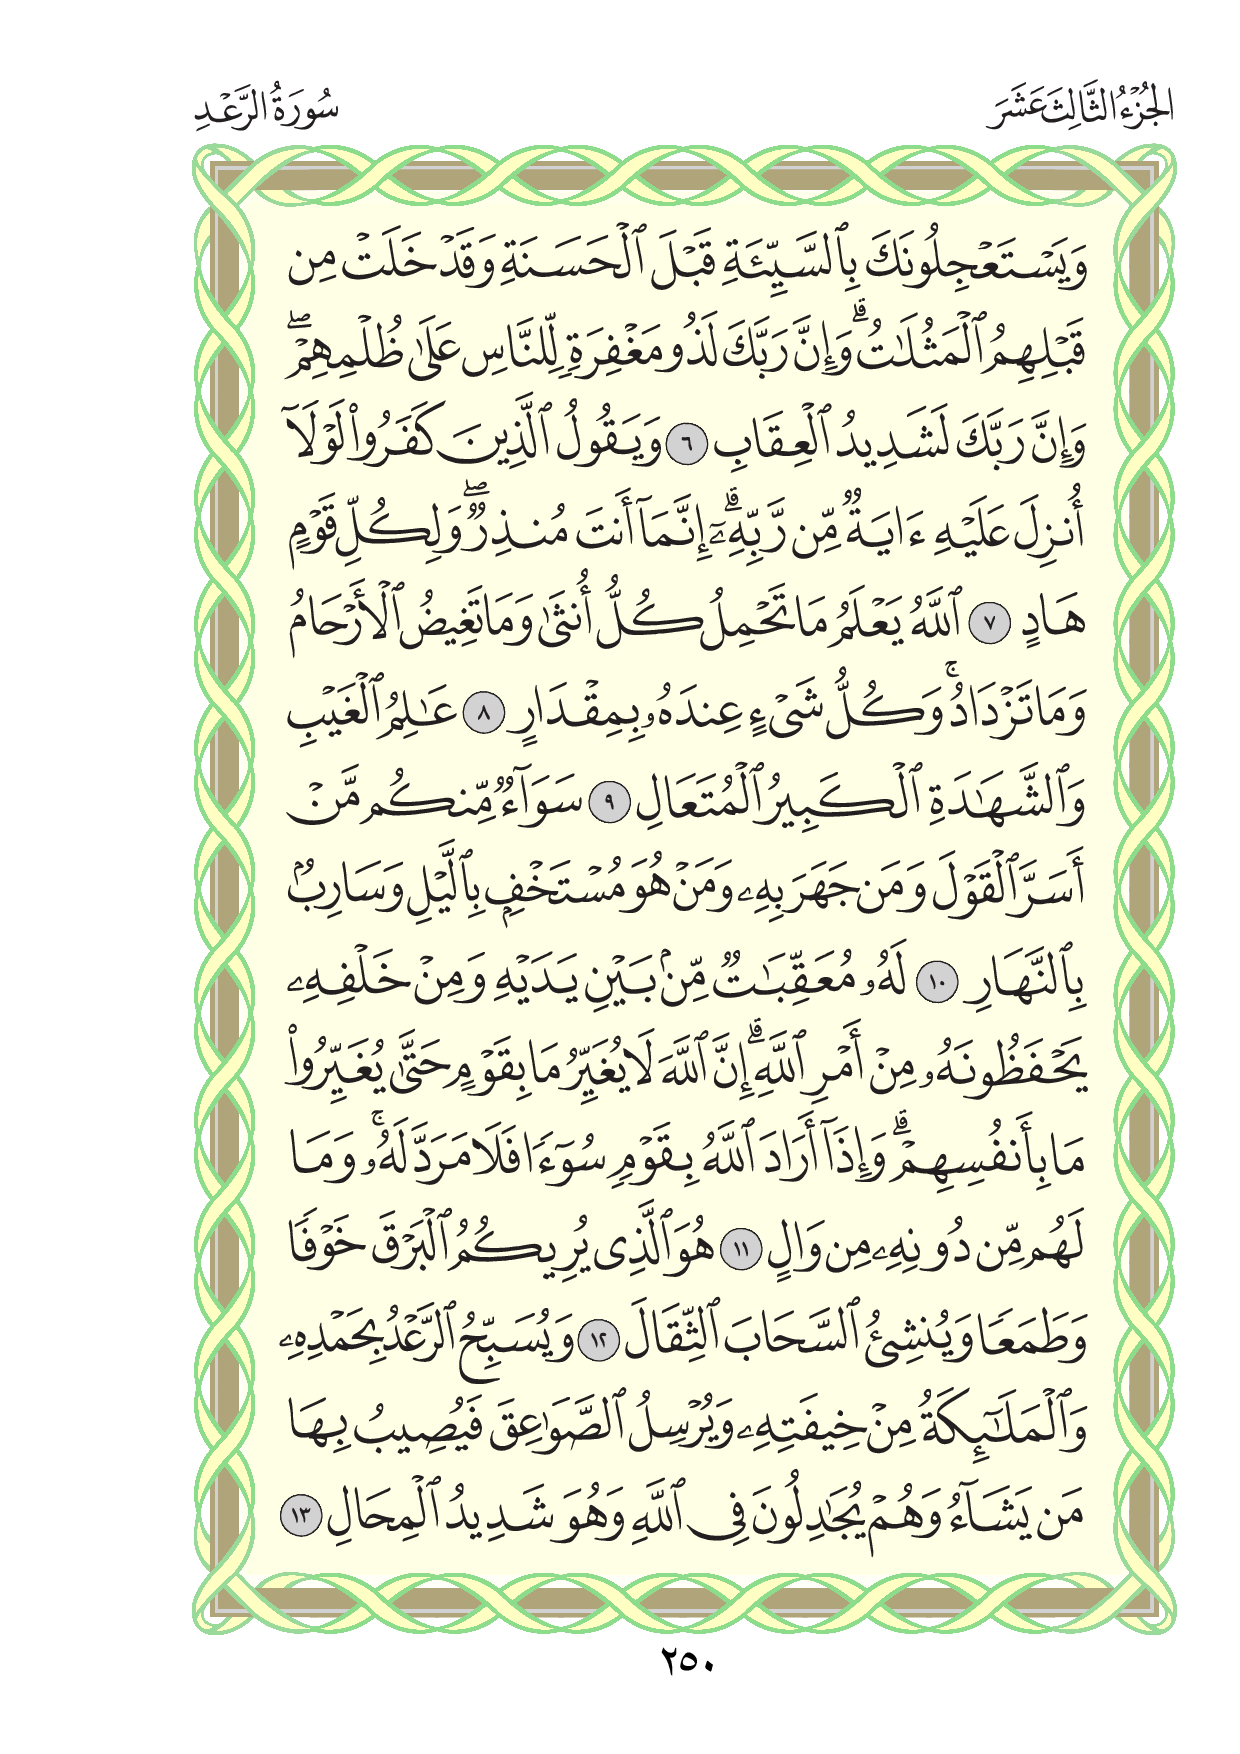 الجُزْءُ الثَّالِثَ عَشَرَ
سُورَةُ الرَّعْدِ
وَيَسْتَعْجِلُونَكَ بِٱلسَّيِّئَةِ قَبْلَ ٱلْحَسَنَةِ وَقَدْ خَلَتْ مِن
قَبْلِهِمُ ٱلْمَثُلَٰتُۗ وَإِنَّ رَبَّكَ لَذُو مَغْفِرَةٍ لِّلنَّاسِ عَلَىٰ ظُلْمِهِمْۖ
وَإِنَّ رَبَّكَ لَشَدِيدُ ٱلْعِقَابِ ٦ وَيَقُولُ ٱلَّذِينَ كَفَرُوا۟ لَوْلَآ
أُنزِلَ عَلَيْهِ ءَايَةٌ مِّن رَّبِّهِۦٓۗ إِنَّمَآ أَنتَ مُنذِرٌۖ وَلِكُلِّ قَوْمٍ
هَادٍ ٧ ٱللَّهُ يَعْلَمُ مَا تَحْمِلُ كُلُّ أُنثَىٰ وَمَا تَغِيضُ ٱلْأَرْحَامُ
وَمَا تَزْدَادُۚ وَكُلُّ شَىْءٍ عِندَهُۥ بِمِقْدَارٍ ٨ عَٰلِمُ ٱلْغَيْبِ
وَٱلشَّهَٰدَةِ ٱلْكَبِيرُ ٱلْمُتَعَالِ ٩ سَوَآءٌ مِّنكُم مَّنْ
أَسَرَّ ٱلْقَوْلَ وَمَن جَهَرَ بِهِۦ وَمَنْ هُوَ مُسْتَخْفٍۭ بِٱلَّيْلِ وَسَارِبٌۢ
بِٱلنَّهَارِ ١٠ لَهُۥ مُعَقِّبَٰتٌ مِّنۢ بَيْنِ يَدَيْهِ وَمِنْ خَلْفِهِۦ
يَحْفَظُونَهُۥ مِنْ أَمْرِ ٱللَّهِۗ إِنَّ ٱللَّهَ لَا يُغَيِّرُ مَا بِقَوْمٍ حَتَّىٰ يُغَيِّرُوا۟
مَا بِأَنفُسِهِمْۗ وَإِذَآ أَرَادَ ٱللَّهُ بِقَوْمٍ سُوٓءًا فَلَا مَرَدَّ لَهُۥۚ وَمَا
لَهُم مِّن دُونِهِۦ مِن وَالٍ ١١ هُوَ ٱلَّذِى يُرِيكُمُ ٱلْبَرْقَ خَوْفًا
وَطَمَعًا وَيُنشِئُ ٱلسَّحَابَ ٱلثِّقَالَ ١٢ وَيُسَبِّحُ ٱلرَّعْدُ بِحَمْدِهِۦ
وَٱلْمَلَٰٓئِكَةُ مِنْ خِيفَتِهِۦ وَيُرْسِلُ ٱلصَّوَٰعِقَ فَيُصِيبُ بِهَا
مَن يَشَآءُ وَهُمْ يُجَٰدِلُونَ فِى ٱللَّهِ وَهُوَ شَدِيدُ ٱلْمِحَالِ ١٣
٢٥٠